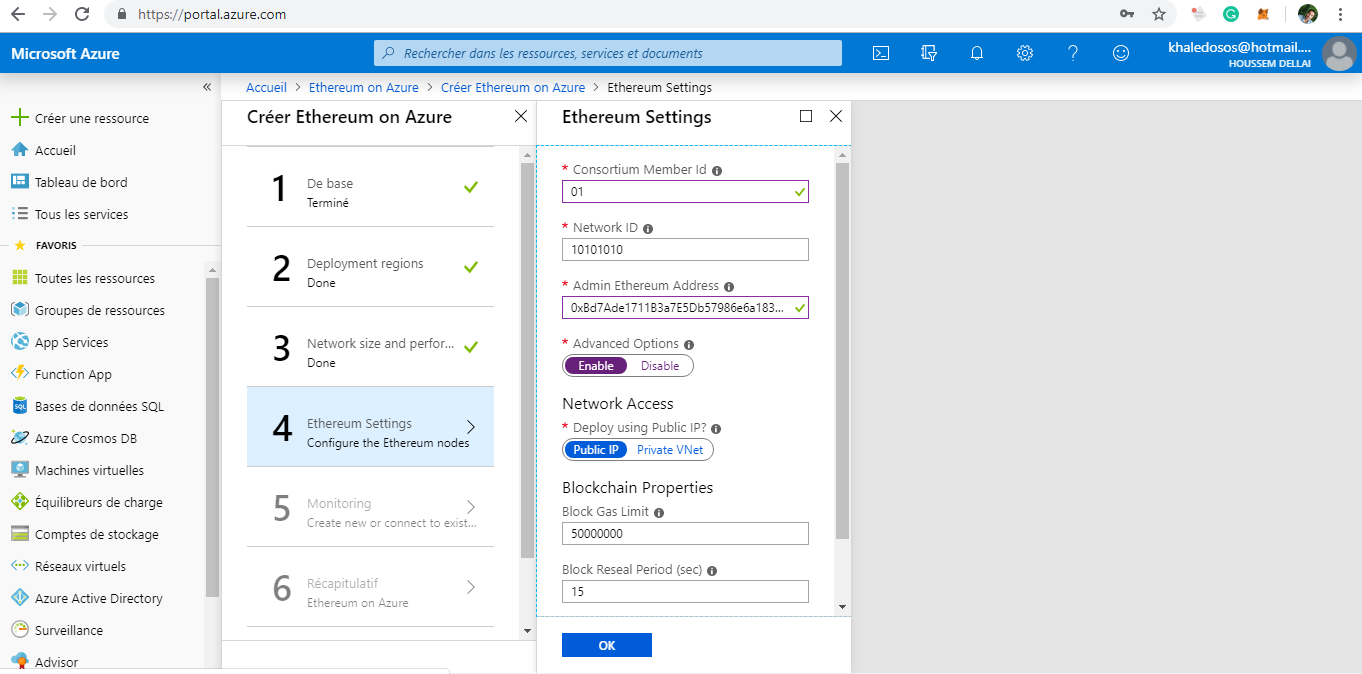 https://portal.azure.com
Microsoft Azure
Rechercher dans les ressources, services et documents
khaledosos@hotmail....
HOUSSEM DELLAI
Accueil > Ethereum on Azure > Créer Ethereum on Azure > Ethereum Settings
Créer une ressource
Accueil
Tableau de bord
Tous les services
FAVORIS
Toutes les ressources
Groupes de ressources
App Services
Function App
Bases de données SQL
Azure Cosmos DB
Machines virtuelles
Équilibreurs de charge
Comptes de stockage
Réseaux virtuels
Azure Active Directory
Surveillance
Advisor
Créer Ethereum on Azure
1
De base
Terminé
2
Deployment regions
Done
3
Network size and perfor...
Done
4
Ethereum Settings
Configure the Ethereum nodes
5
Monitoring
Create new or connect to exist...
6
Récapitulatif
Ethereum on Azure
Ethereum Settings
* Consortium Member Id
01
* Network ID
10101010
* Admin Ethereum Address
0xBd7Ade1711B3a7E5Db57986e6a183...
* Advanced Options
Enable Disable
Network Access
* Deploy using Public IP?
Public IP Private VNet
Blockchain Properties
Block Gas Limit
50000000
Block Reseal Period (sec)
15
OK